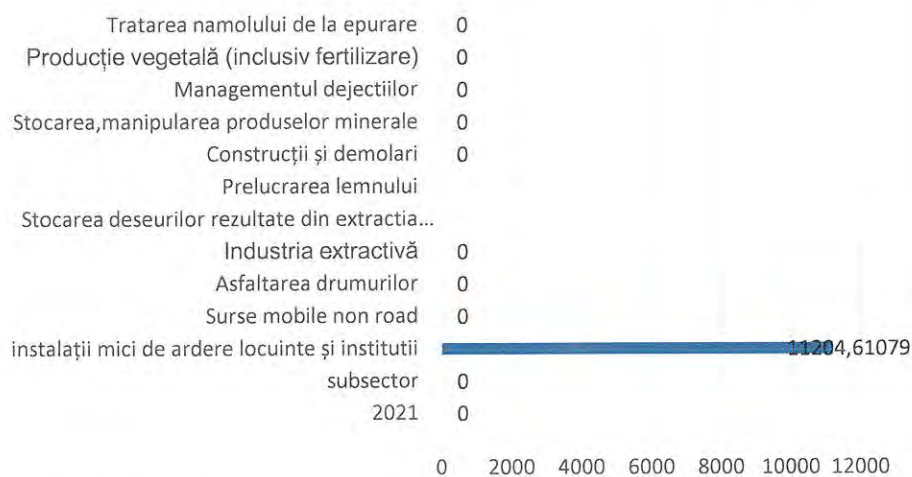 Tratarea namolului de la epurare 0
Producție vegetală (inclusiv fertilizare) 0
Managementul dejectiilor 0
Stocarea,manipularea produselor minerale 0
Construcții și demolari 0
Prelucrarea lemnului
Stocarea deseurilor rezultate din extractia...
Industria extractivă 0
Asfaltarea drumurilor 0
Surse mobile non road 0
instalații mici de ardere locuinte și institutii 11204,61079
subsector 0
2021 0
0 2000 4000 6000 8000 10000 12000